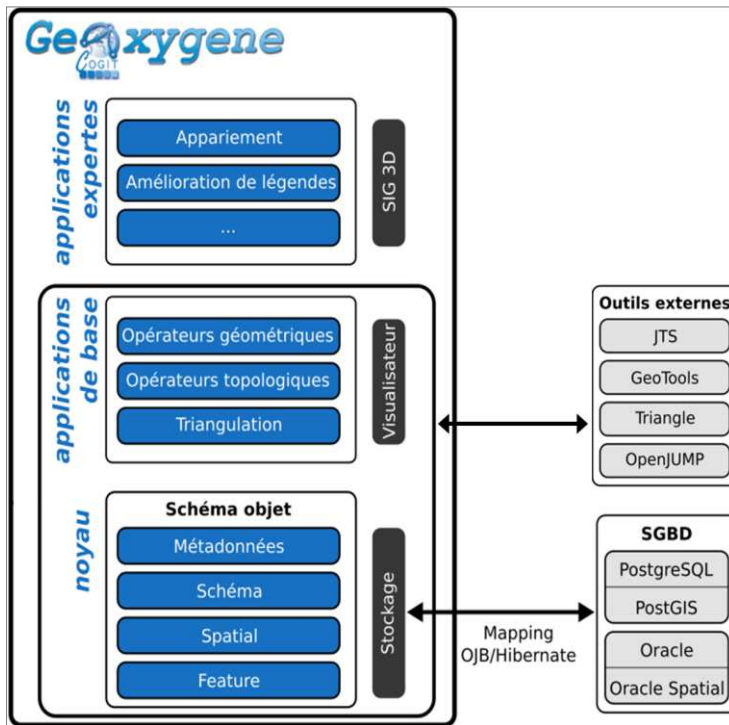 GeOxygene
COGIT
applications
expertes
Appariement
Amélioration de légendes
...
SIG 3D
applications
de base
Opérateurs géométriques
Opérateurs topologiques
Triangulation
Visualisateur
noyau
Schéma objet
Métadonnées
Schéma
Spatial
Feature
Stockage
Mapping
OJB/Hibernate
Outils externes
JTS
GeoTools
Triangle
OpenJUMP
SGBD
PostgreSQL
PostGIS
Oracle
Oracle Spatial